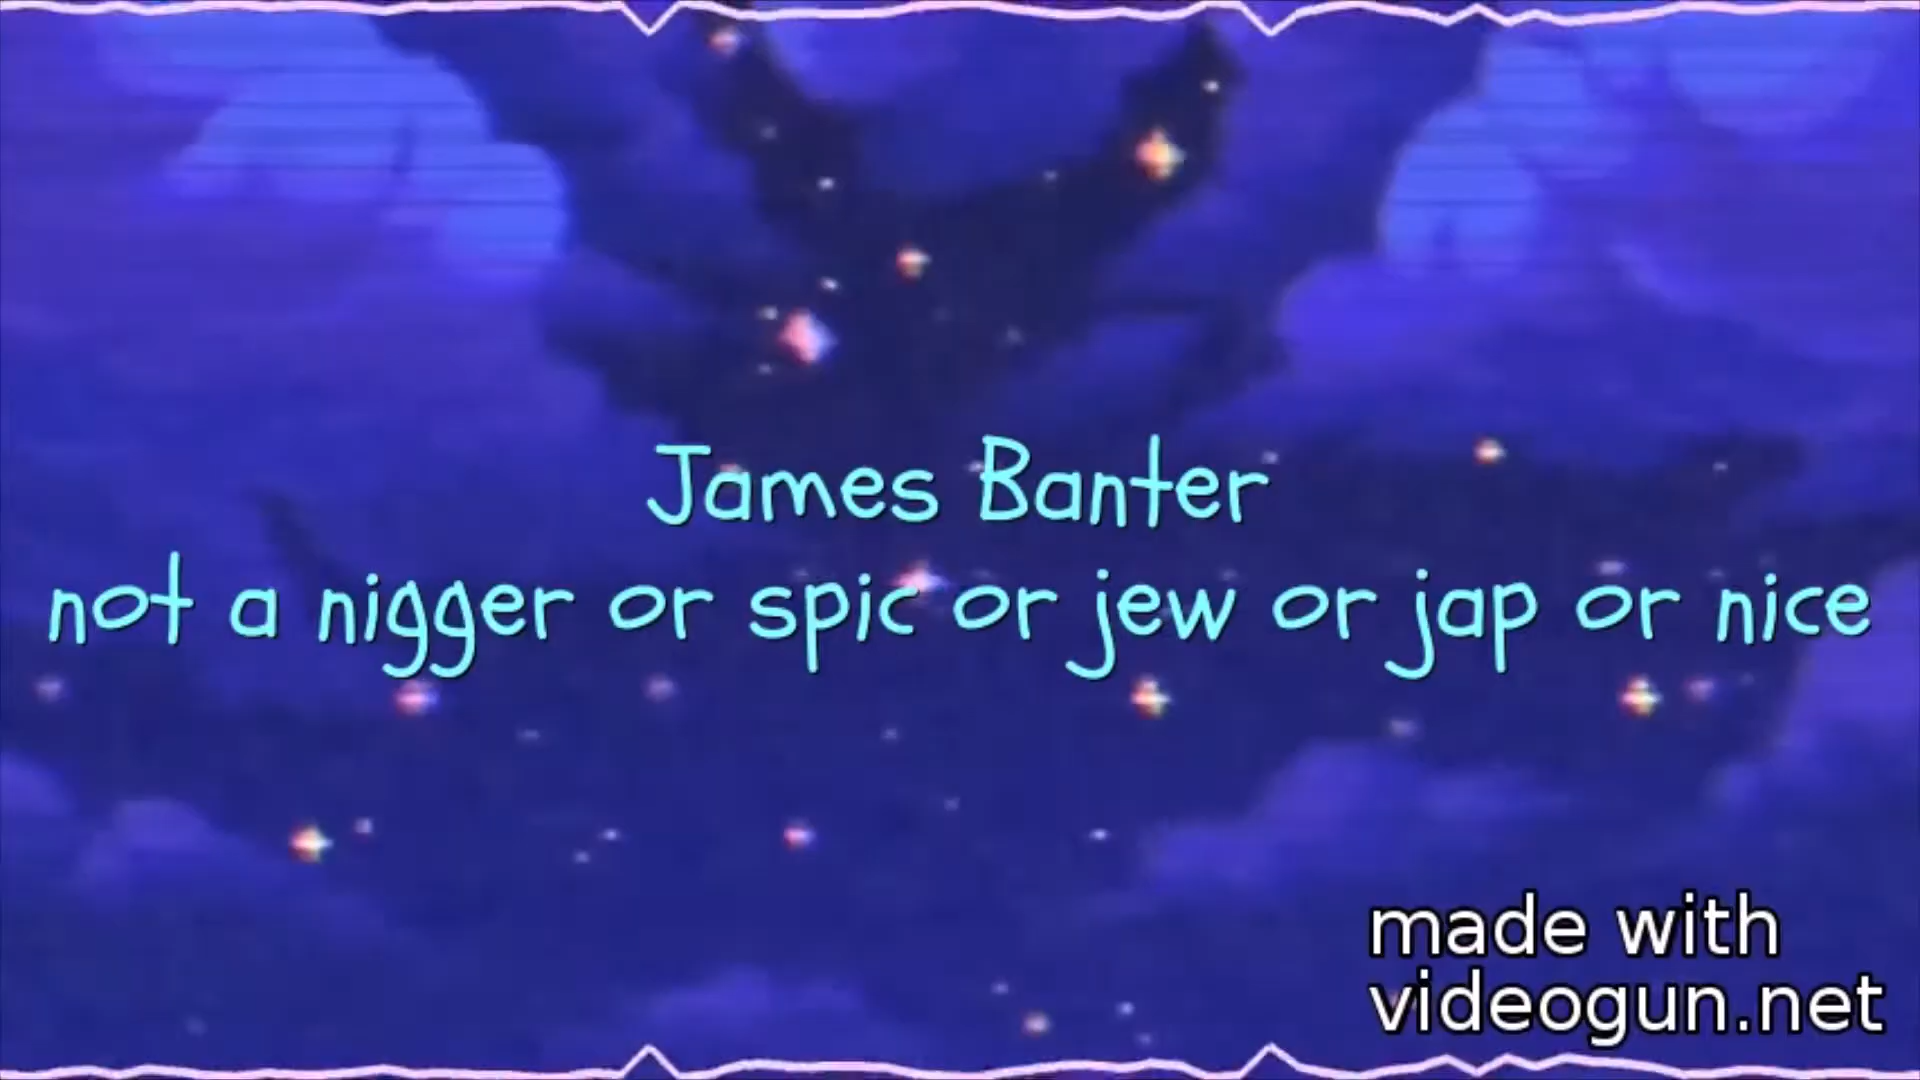 James Banter
not a nigger or spic or jew or jap or nice
made with
videogun.net